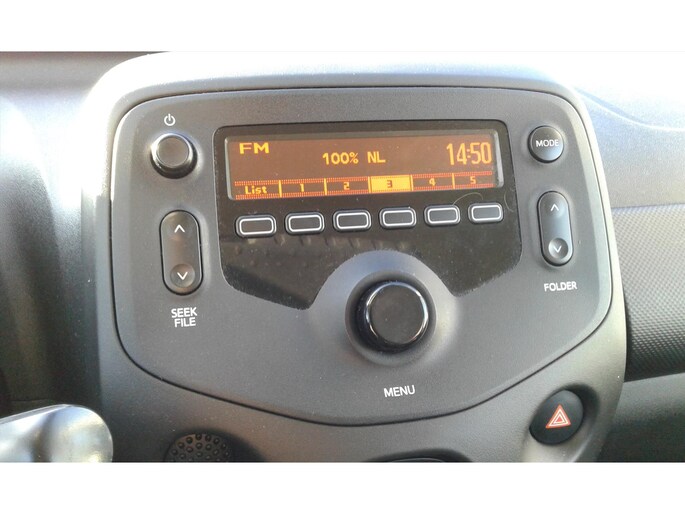 FM
100% NL
14:50
List 1 2 3 4 5
MODE
SEEK
FILE
FOLDER
MENU